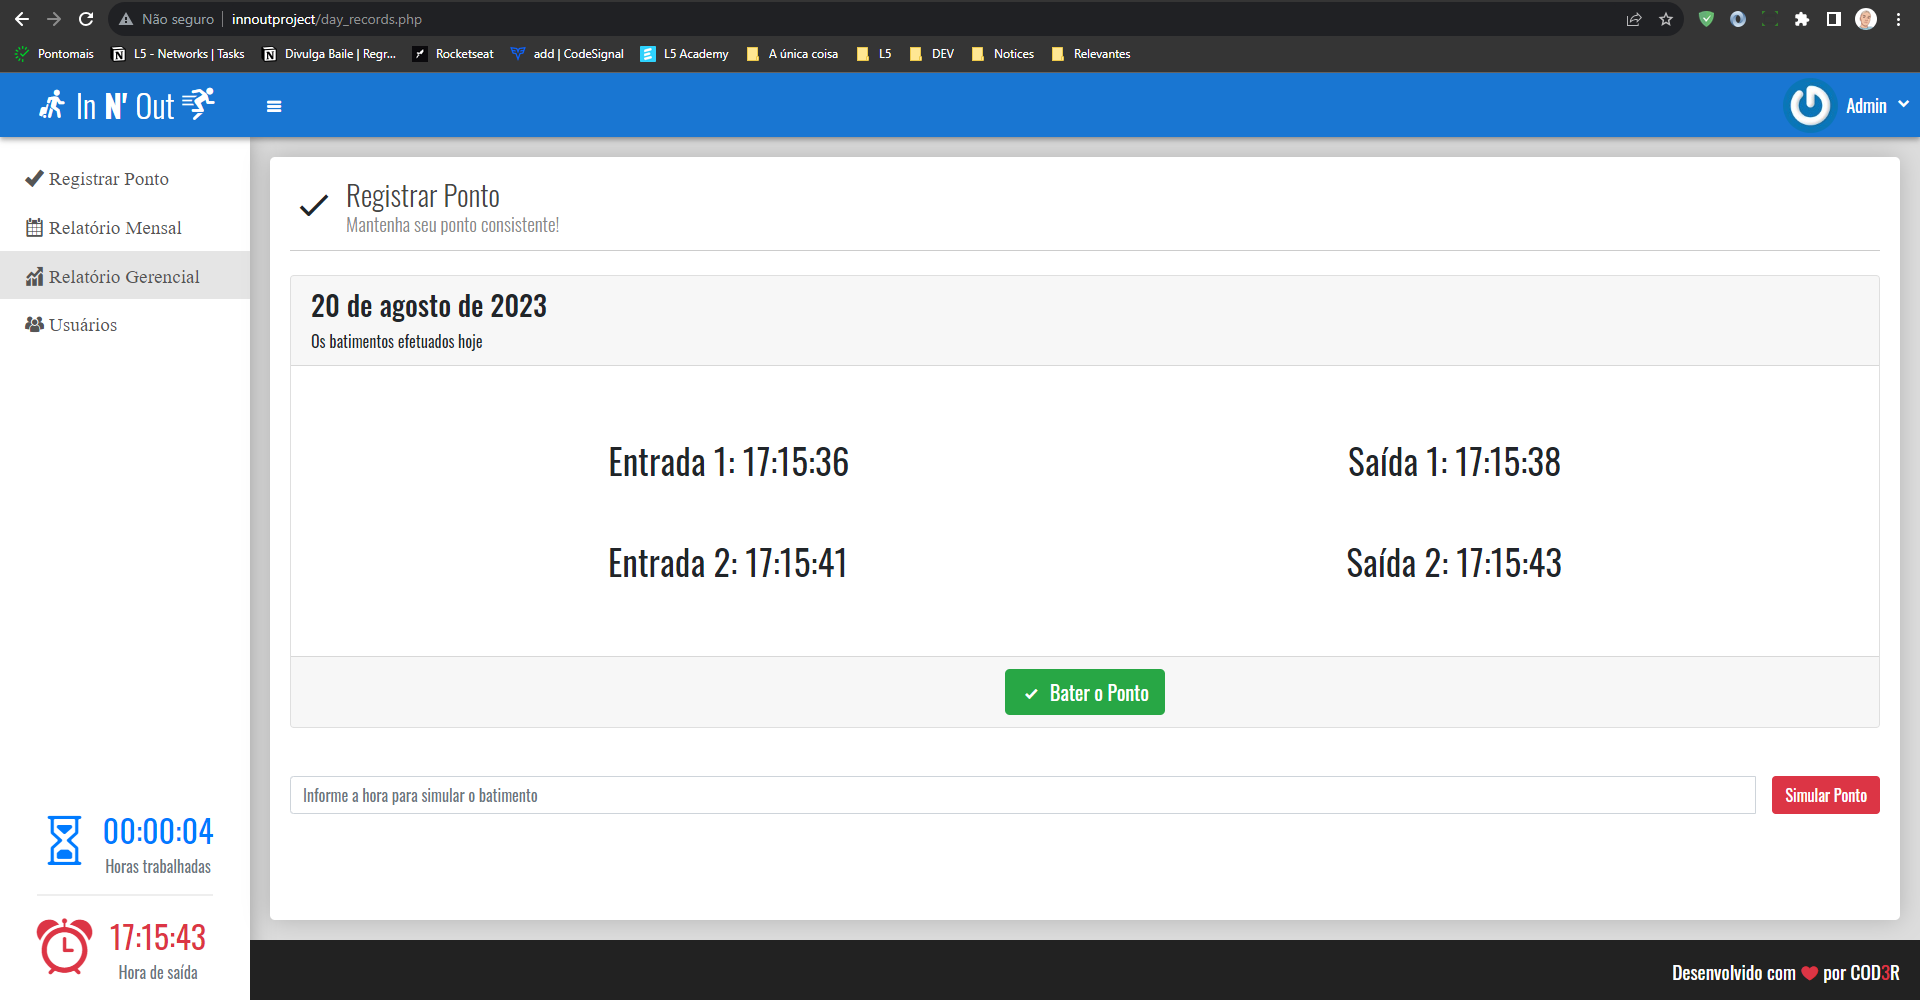 Não seguro | innoutproject/day_records.php
Pontomais L5 - Networks | Tasks Divulga Baile | Regr... Rocketseat add | CodeSignal L5 Academy A única coisa L5 DEV Notices Relevantes
In N' Out
Admin
Registrar Ponto
Relatório Mensal
Relatório Gerencial
Usuários
Registrar Ponto
Mantenha seu ponto consistente!
20 de agosto de 2023
Os batimentos efetuados hoje
Entrada 1: 17:15:36 Saída 1: 17:15:38
Entrada 2: 17:15:41 Saída 2: 17:15:43
Bater o Ponto
Informe a hora para simular o batimento Simular Ponto
00:00:04
Horas trabalhadas
17:15:43
Hora de saída
Desenvolvido com ❤ por COD3R